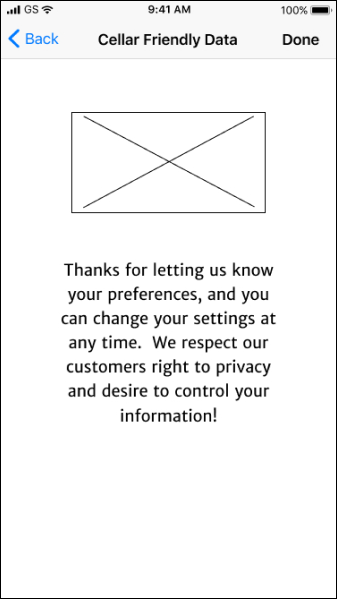 GS 9:41 AM 100%
Back Cellar Friendly Data Done
Thanks for letting us know
your preferences, and you
can change your settings at
any time.  We respect our
customers right to privacy
and desire to control your
information!